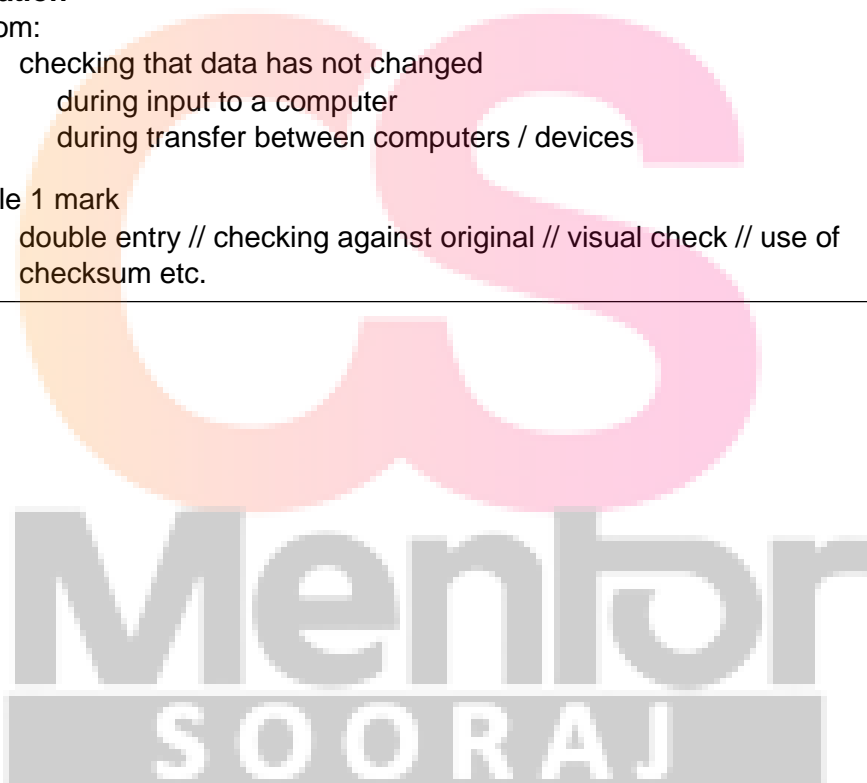 ation
om:
checking that data has not changed
during input to a computer
during transfer between computers / devices
le 1 mark
double entry // checking against original // visual check // use of
checksum etc.
CS
Mentor
SOORAJ